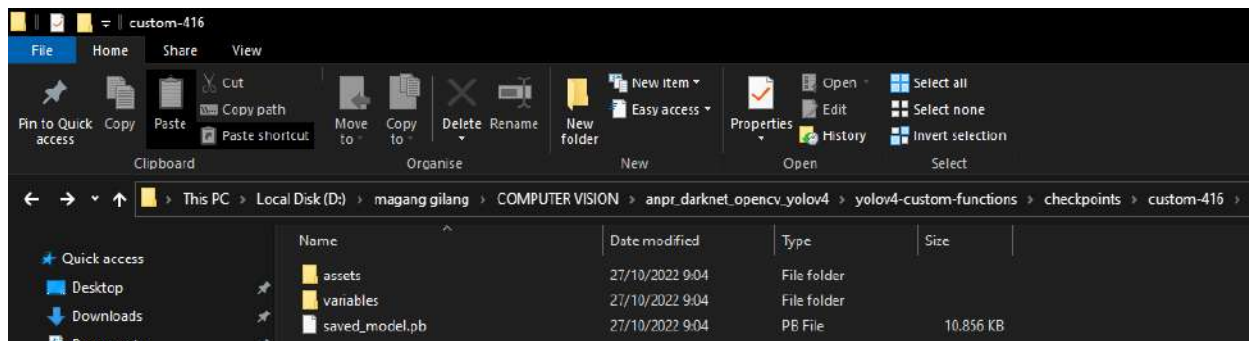 custom-416
File Home Share View
Pin to Quick access
Copy
Paste
Cut
Copy path
Paste shortcut
Move to
Copy to
Delete
Rename
New folder
New item
Easy access
Properties
Open
Edit
History
Select all
Select none
Invert selection
Clipboard Organise New Open Select
This PC > Local Disk (D:) > magang gilang > COMPUTER VISION > anpr_darknet_opencv_yolov4 > yolov4-custom-functions > checkpoints > custom-416 >
Name Date modified Type Size
Quick access
Desktop
Downloads
assets 27/10/2022 9:04 File folder
variables 27/10/2022 9:04 File folder
saved_model.pb 27/10/2022 9:04 PB File 10.856 KB